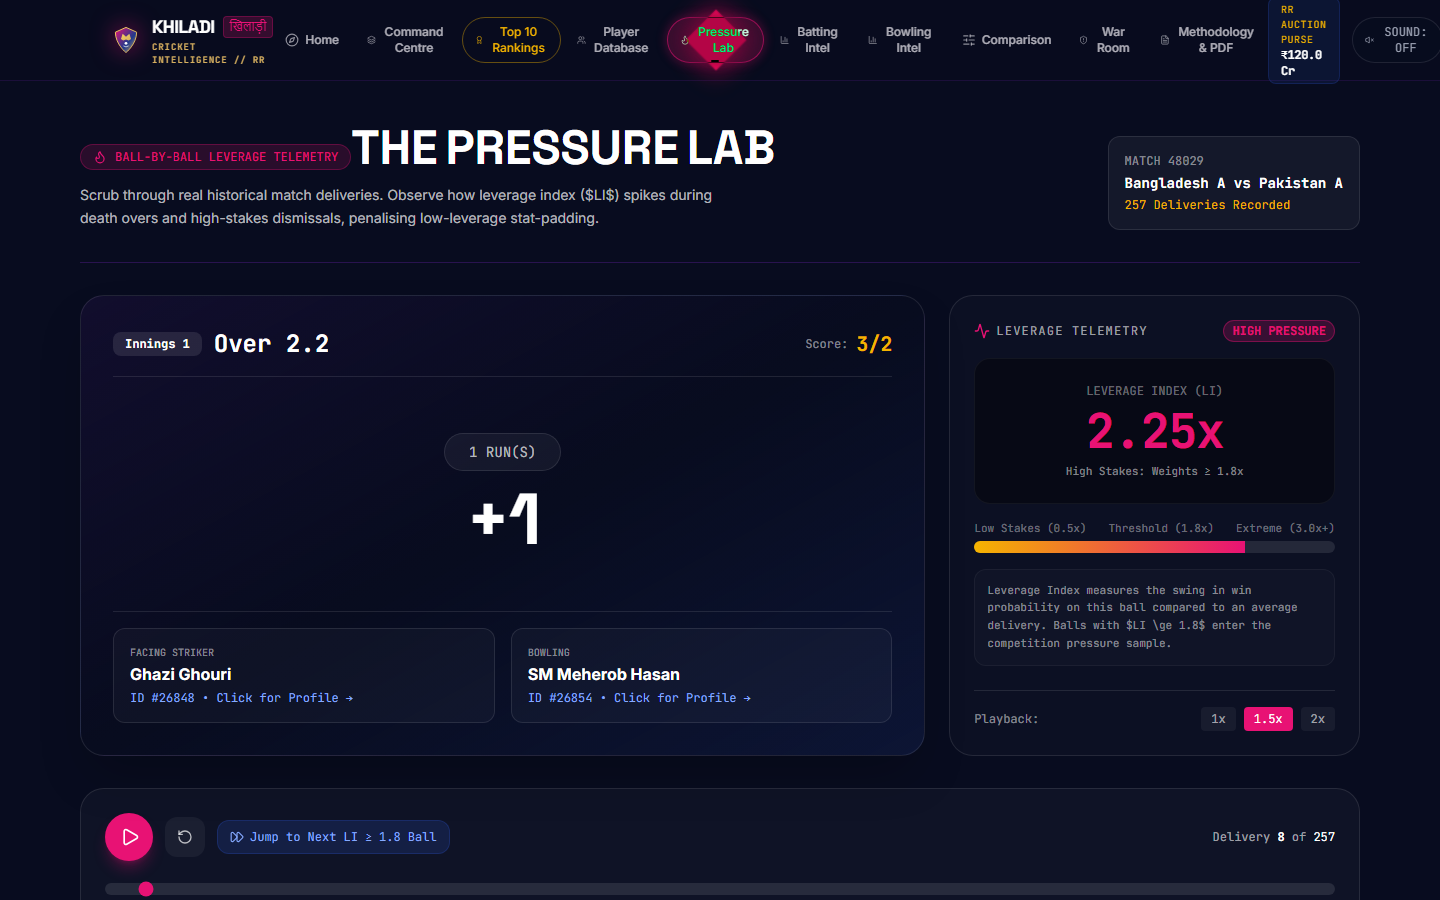 KHILADI खिलाड़ी
CRICKET
INTELLIGENCE // RR
Home
Command
Centre
Top 10
Rankings
Player
Database
Pressure
Lab
Batting
Intel
Bowling
Intel
Comparison
War
Room
Methodology
& PDF
RR
AUCTION
PURSE
₹120.0
Cr
SOUND:
OFF
BALL-BY-BALL LEVERAGE TELEMETRY
THE PRESSURE LAB
Scrub through real historical match deliveries. Observe how leverage index ($LI$) spikes during
death overs and high-stakes dismissals, penalising low-leverage stat-padding.
MATCH 48029
Bangladesh A vs Pakistan A
257 Deliveries Recorded
Innings 1 Over 2.2
Score: 3/2
1 RUN(S)
+1
FACING STRIKER
Ghazi Ghouri
ID #26848 • Click for Profile →
BOWLING
SM Meherob Hasan
ID #26854 • Click for Profile →
LEVERAGE TELEMETRY
HIGH PRESSURE
LEVERAGE INDEX (LI)
2.25x
High Stakes: Weights ≥ 1.8x
Low Stakes (0.5x) Threshold (1.8x) Extreme (3.0x+)
Leverage Index measures the swing in win
probability on this ball compared to an average
delivery. Balls with $LI \ge 1.8$ enter the
competition pressure sample.
Playback: 1x 1.5x 2x
Jump to Next LI ≥ 1.8 Ball
Delivery 8 of 257